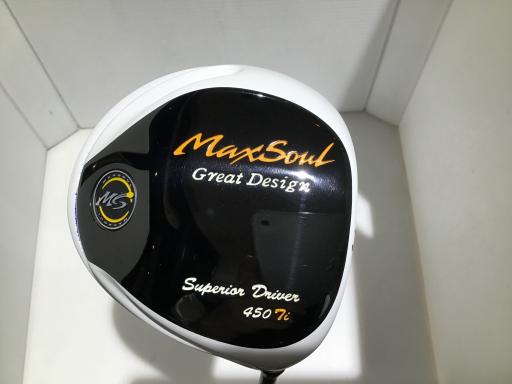 MaxSoul
Great Design
MS
Superior Driver
450 Ti